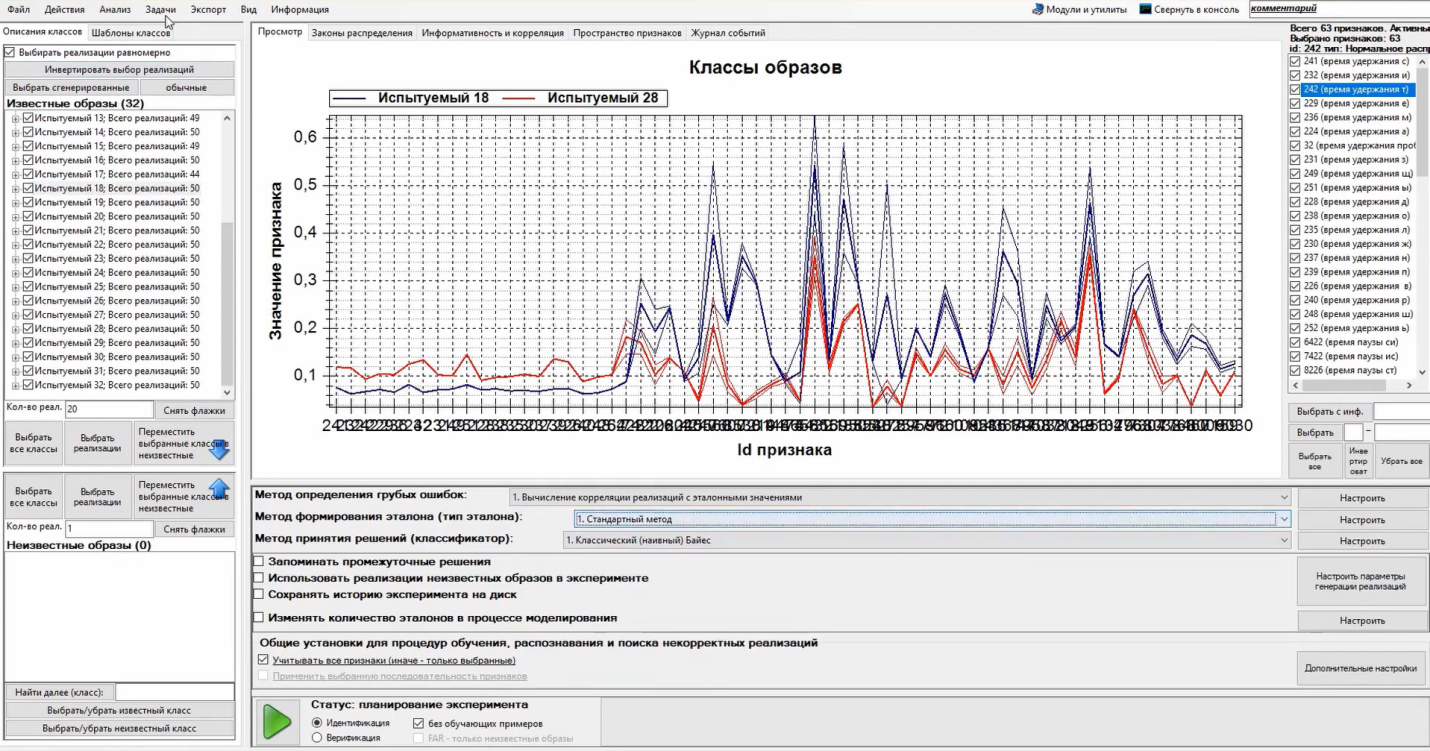 Файл Действия Анализ Задачи Экспорт Вид Информация
Модули и утилиты Свернуть в консоль комментарий
Описания классов Шаблоны классов
Выбирать реализации равномерно
Инвертировать выбор реализаций
Выбрать сгенерированные обычные
Известные образы (32)
Испытуемый 13; Всего реализаций: 49
Испытуемый 14; Всего реализаций: 50
Испытуемый 15; Всего реализаций: 49
Испытуемый 16; Всего реализаций: 50
Испытуемый 17; Всего реализаций: 44
Испытуемый 18; Всего реализаций: 50
Испытуемый 19; Всего реализаций: 50
Испытуемый 20; Всего реализаций: 50
Испытуемый 21; Всего реализаций: 50
Испытуемый 22; Всего реализаций: 50
Испытуемый 23; Всего реализаций: 50
Испытуемый 24; Всего реализаций: 50
Испытуемый 25; Всего реализаций: 50
Испытуемый 26; Всего реализаций: 50
Испытуемый 27; Всего реализаций: 50
Испытуемый 28; Всего реализаций: 50
Испытуемый 29; Всего реализаций: 50
Испытуемый 30; Всего реализаций: 50
Испытуемый 31; Всего реализаций: 50
Испытуемый 32; Всего реализаций: 50
Кол-во реал. 20 Снять флажки
Выбрать все классы
Выбрать реализации
Переместить выбранные классы в неизвестные
Выбрать все классы
Выбрать реализации
Переместить выбранные классы в неизвестные
Кол-во реал. 1 Снять флажки
Неизвестные образы (0)
Найти далее (класс):
Выбрать/убрать известный класс
Выбрать/убрать неизвестный класс
Просмотр Законы распределения Информативность и корреляция Пространство признаков Журнал событий
Классы образов
Испытуемый 18 Испытуемый 28
Значение признака
0,6
0,5
0,4
0,3
0,2
0,1
Id признака
Метод определения грубых ошибок: 1. Вычисление корреляции реализаций с эталонными значениями Настроить
Метод формирования эталона (тип эталона): 1. Стандартный метод Настроить
Метод принятия решений (классификатор): 1. Классический (наивный) Байес Настроить
Запоминать промежуточные решения
Использовать реализации неизвестных образов в эксперименте
Сохранять историю эксперимента на диск
Настроить параметры генерации реализаций
Изменять количество эталонов в процессе моделирования Настроить
Общие установки для процедур обучения, распознавания и поиска некорректных реализаций
Учитывать все признаки (иначе - только выбранные)
Применить выбранную последовательность признаков
Дополнительные настройки
Статус: планирование эксперимента
Идентификация без обучающих примеров
Верификация FAR - только неизвестные образы
Всего 63 признаков. Активны
Выбрано признаков: 63
id: 242 тип: Нормальное расп
241 (время удержания с)
232 (время удержания и)
242 (время удержания т)
229 (время удержания е)
236 (время удержания м)
224 (время удержания а)
32 (время удержания проб
231 (время удержания з)
249 (время удержания щ)
251 (время удержания ы)
228 (время удержания д)
238 (время удержания о)
235 (время удержания л)
230 (время удержания ж)
237 (время удержания н)
239 (время удержания п)
226 (время удержания в)
240 (время удержания р)
248 (время удержания ш)
252 (время удержания ь)
6422 (время паузы си)
7422 (время паузы ис)
8226 (время паузы ст)
Выбрать с инф.
Выбрать -
Выбрать все
Инве ртир оват
Убрать все